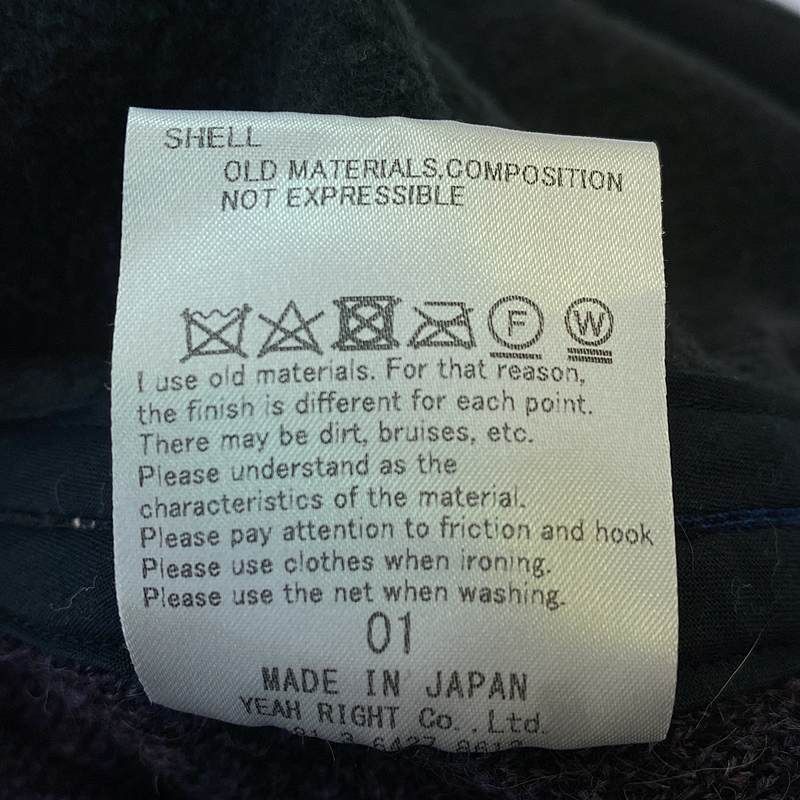 SHELL
OLD MATERIALS,COMPOSITION
NOT EXPRESSIBLE
F W
I use old materials. For that reason,
the finish is different for each point.
There may be dirt, bruises, etc.
Please understand as the
characteristics of the material.
Please pay attention to friction and hook
Please use clothes when ironing.
Please use the net when washing.
01
MADE IN JAPAN
YEAH RIGHT Co.,Ltd.